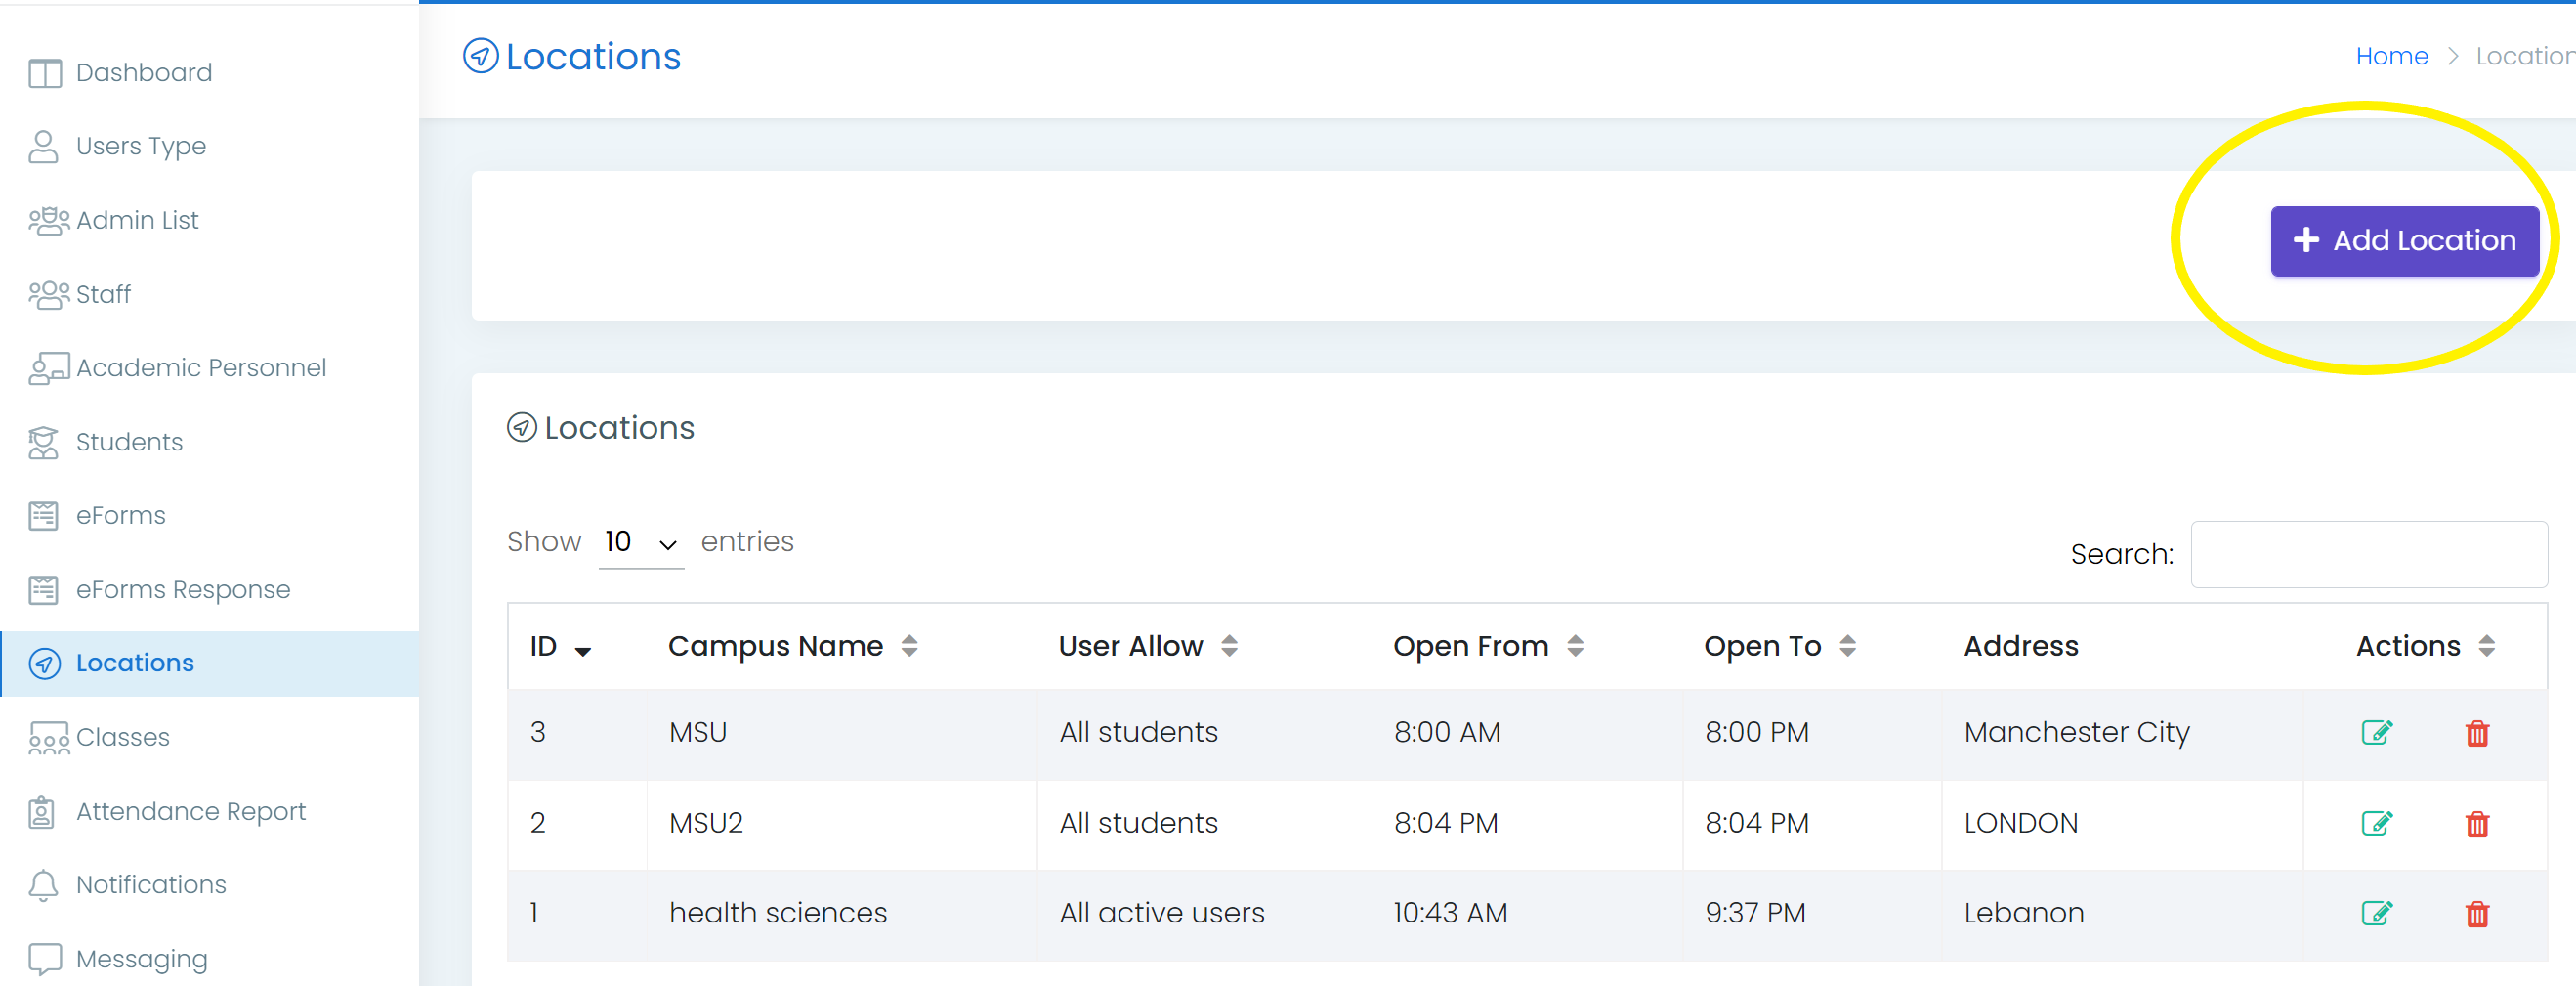 Dashboard
Users Type
Admin List
Staff
Academic Personnel
Students
eForms
eForms Response
Locations
Classes
Attendance Report
Notifications
Messaging
Locations
Home > Location
+ Add Location
Locations
Show 10 entries
Search:
ID Campus Name User Allow Open From Open To Address Actions
3 MSU All students 8:00 AM 8:00 PM Manchester City
2 MSU2 All students 8:04 PM 8:04 PM LONDON
1 health sciences All active users 10:43 AM 9:37 PM Lebanon